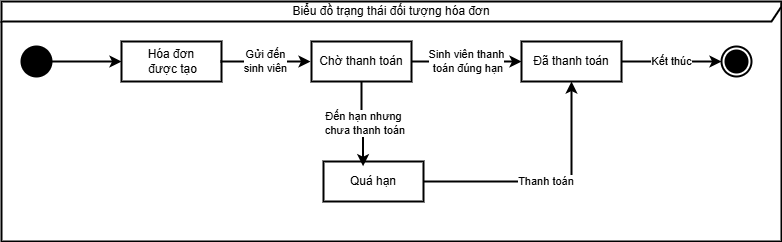 Biểu đồ trạng thái đối tượng hóa đơn
Hóa đơn
được tạo
Gửi đến
sinh viên
Chờ thanh toán
Sinh viên thanh
toán đúng hạn
Đã thanh toán
Kết thúc
Đến hạn nhưng
chưa thanh toán
Quá hạn
Thanh toán